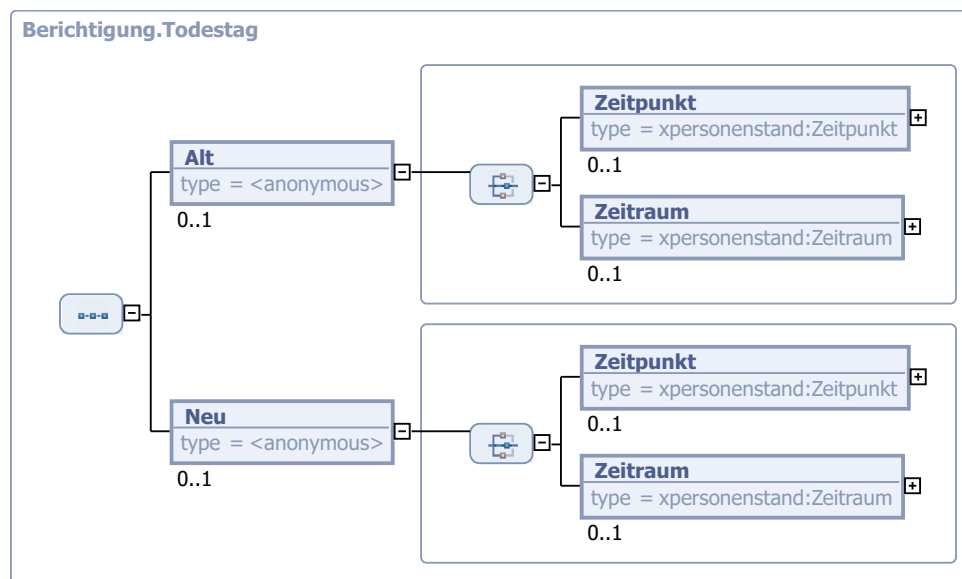 Berichtigung.Todestag
Zeitpunkt
type = xpersonenstand:Zeitpunkt
0..1
Alt
type = <anonymous>
0..1
Zeitraum
type = xpersonenstand:Zeitraum
0..1
Zeitpunkt
type = xpersonenstand:Zeitpunkt
0..1
Neu
type = <anonymous>
0..1
Zeitraum
type = xpersonenstand:Zeitraum
0..1